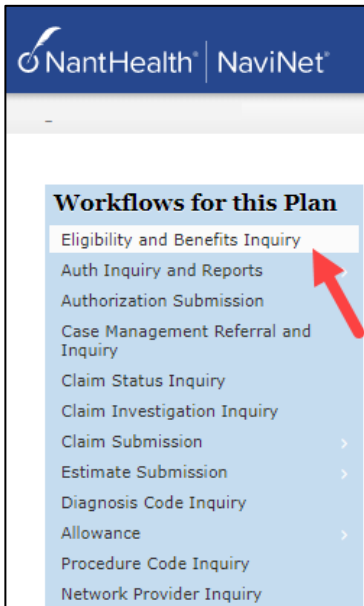 NantHealth® | NaviNet®
Workflows for this Plan
Eligibility and Benefits Inquiry
Auth Inquiry and Reports
Authorization Submission
Case Management Referral and
Inquiry
Claim Status Inquiry
Claim Investigation Inquiry
Claim Submission
Estimate Submission
Diagnosis Code Inquiry
Allowance
Procedure Code Inquiry
Network Provider Inquiry